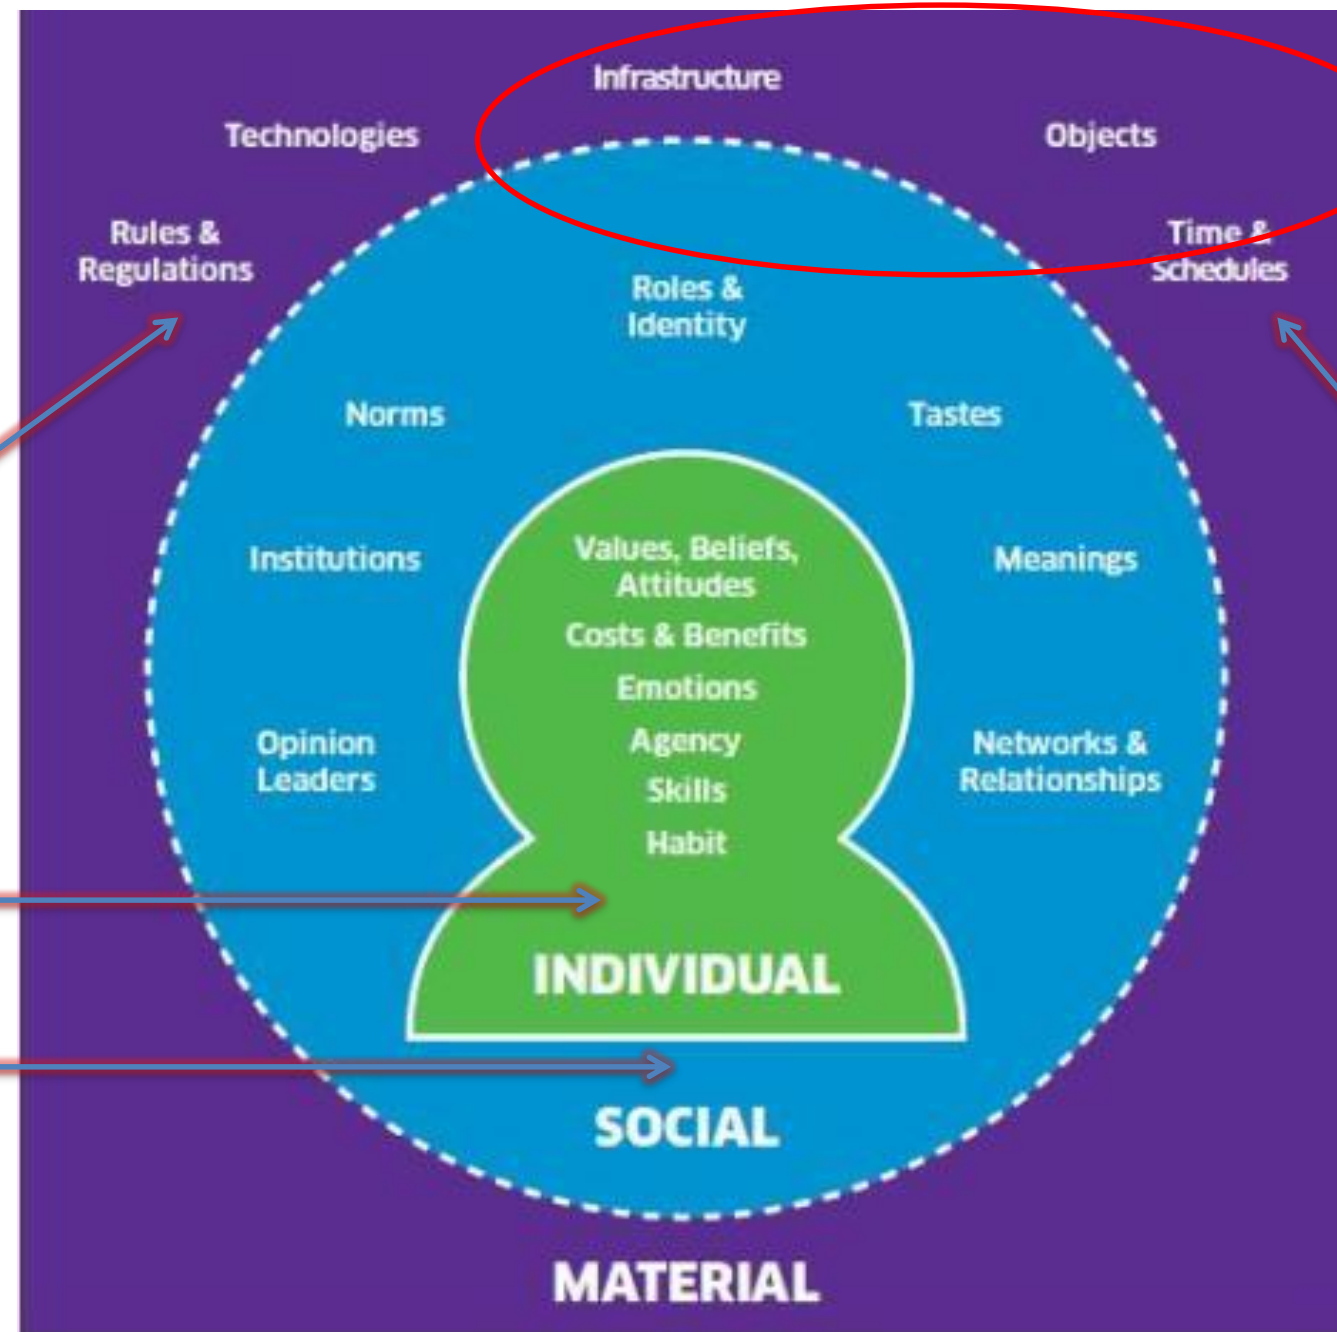 Infrastructure
Technologies
Objects
Rules &
Regulations
Time &
Schedules
Roles &
Identity
Norms
Tastes
Institutions
Meanings
Values, Beliefs,
Attitudes
Costs & Benefits
Emotions
Agency
Skills
Habit
Opinion
Leaders
Networks &
Relationships
INDIVIDUAL
SOCIAL
MATERIAL